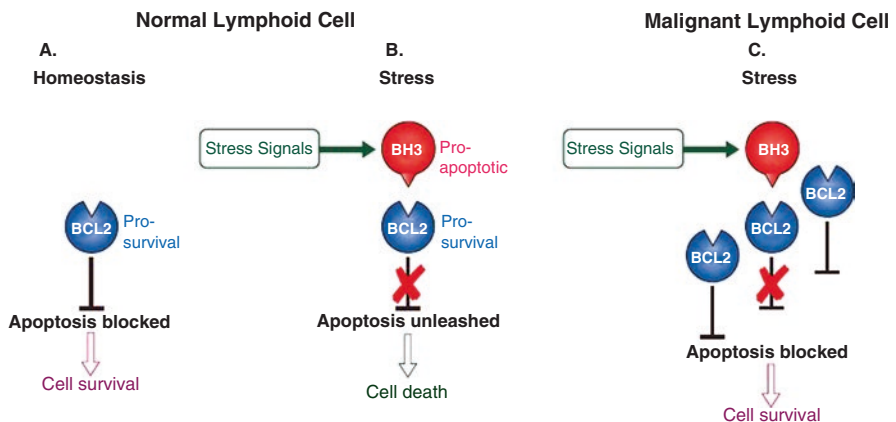 Normal Lymphoid Cell
Malignant Lymphoid Cell
A.
Homeostasis
B.
Stress
C.
Stress
Stress Signals
BH3
Pro-
apoptotic
Stress Signals
BH3
BCL2
Pro-
survival
BCL2
Pro-
survival
BCL2
BCL2
BCL2
Apoptosis blocked
Apoptosis unleashed
Apoptosis blocked
Cell survival
Cell death
Cell survival